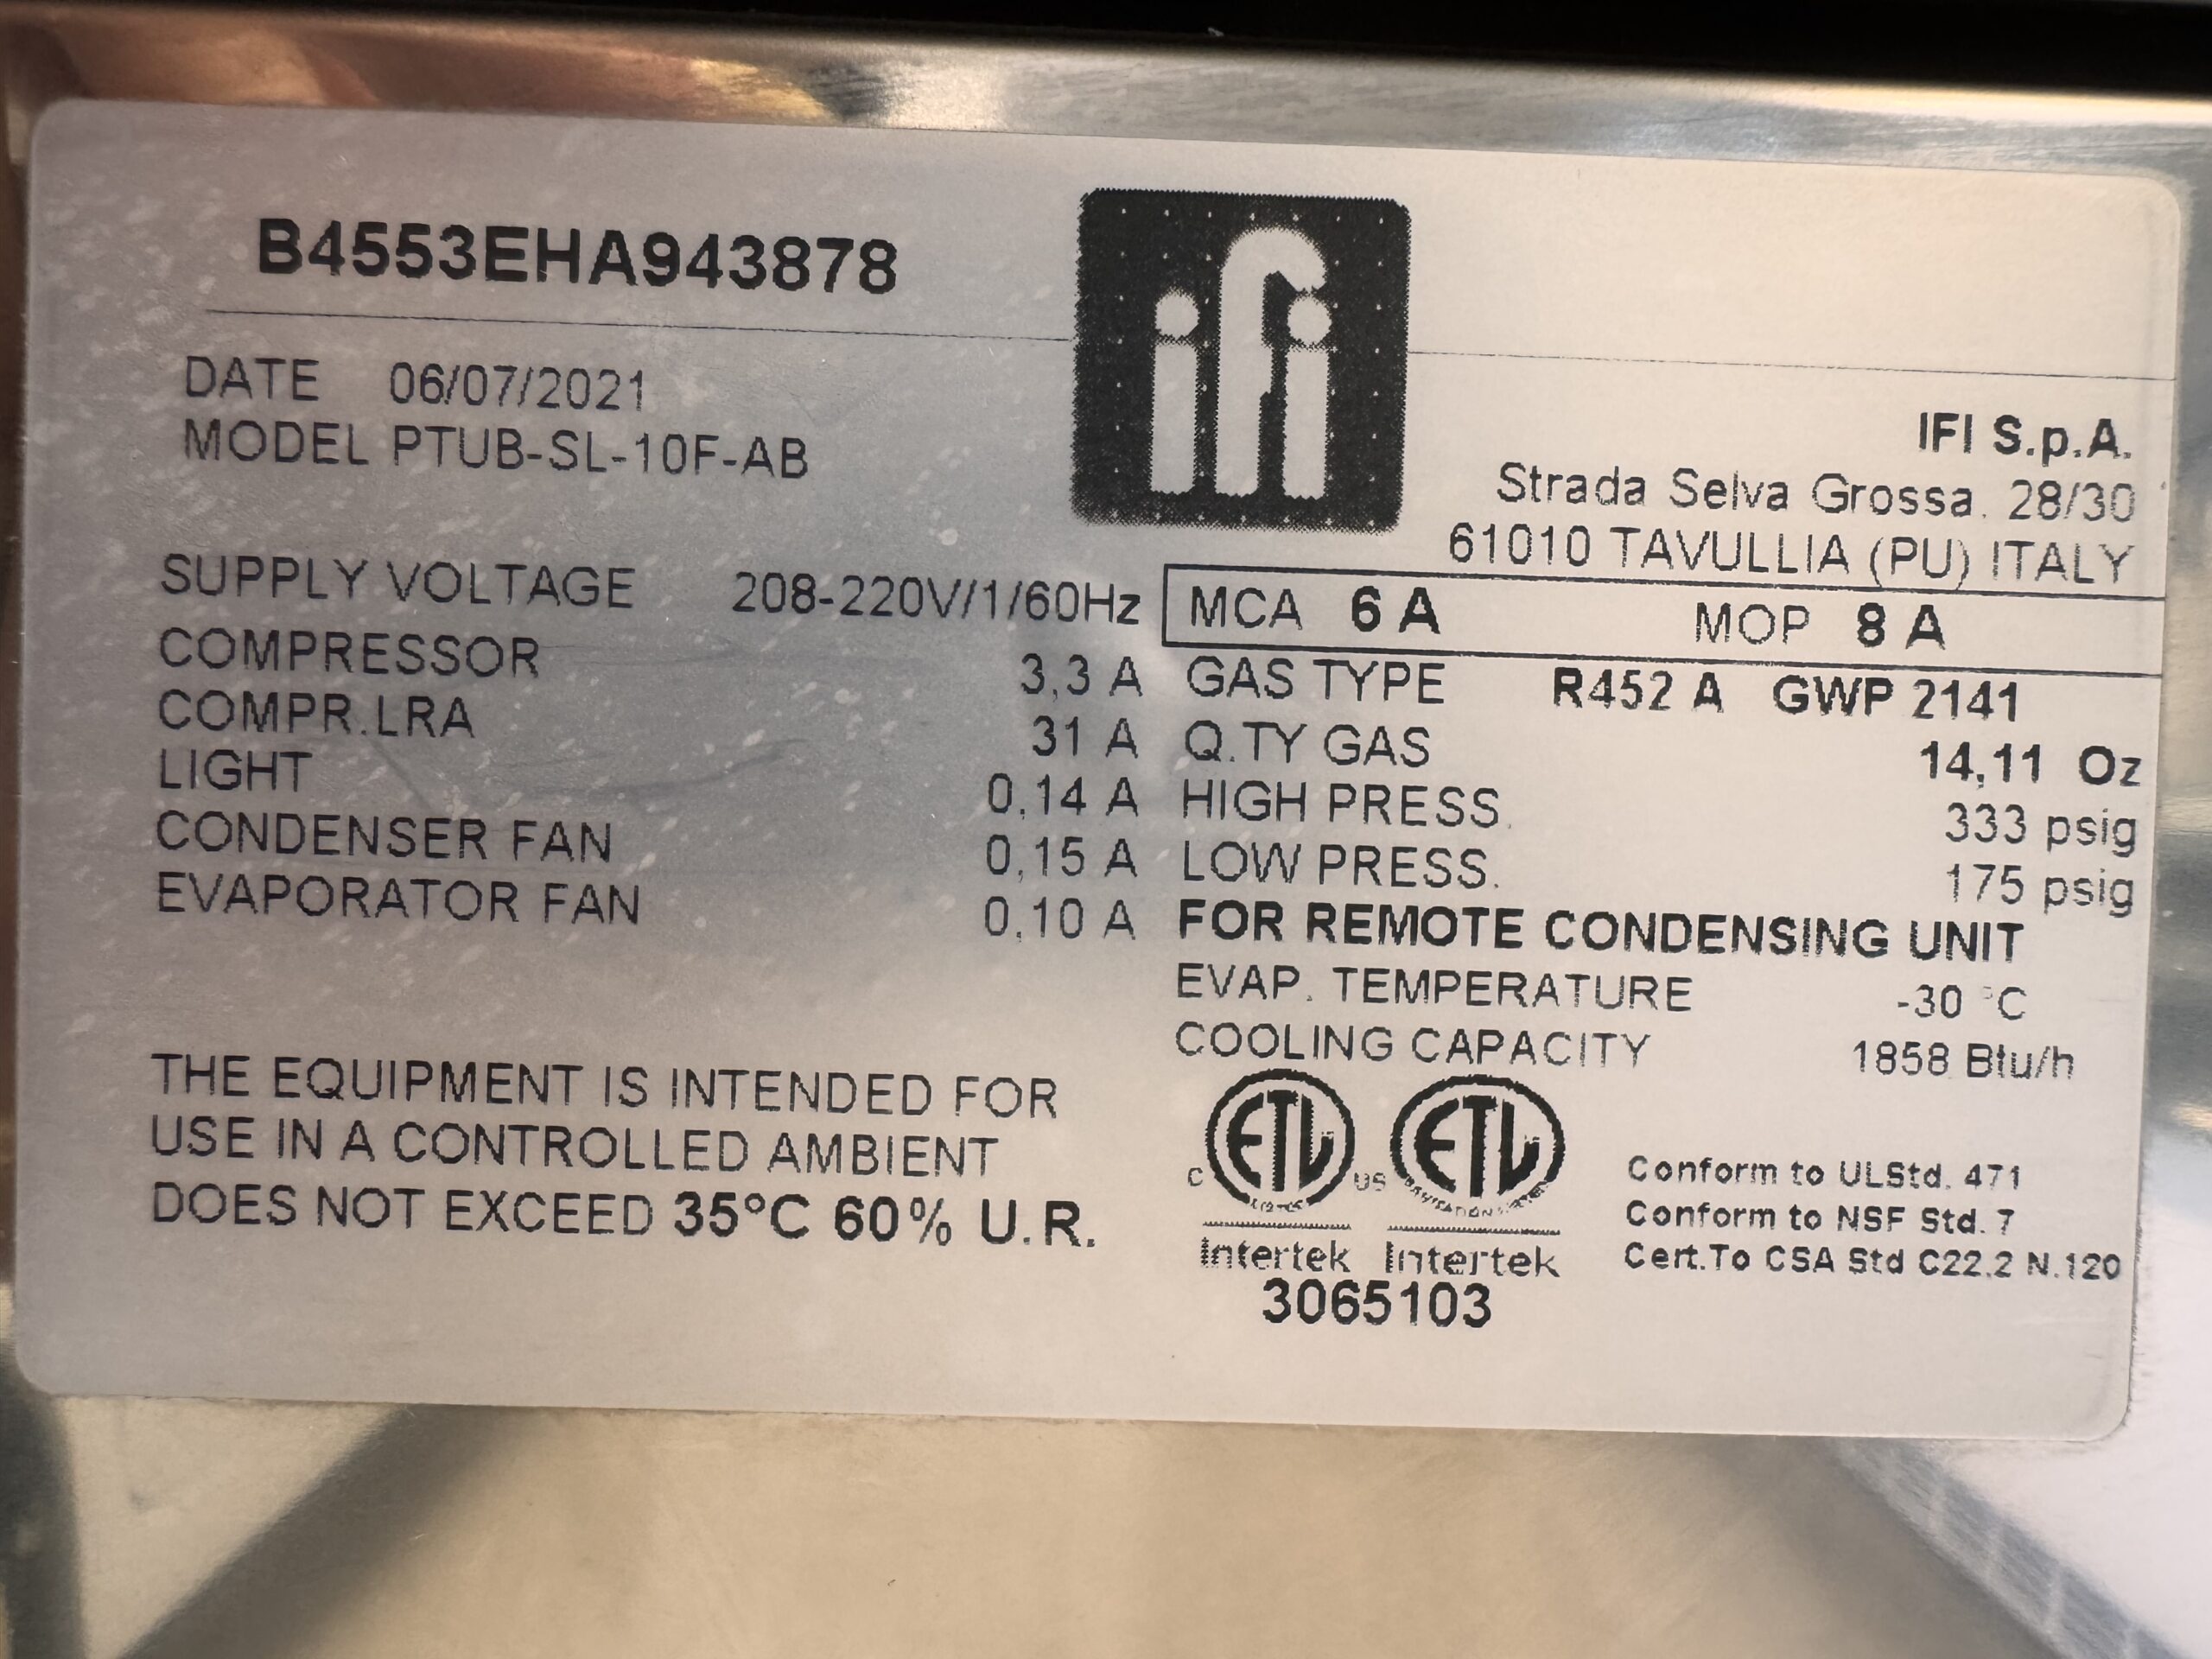 B4553EHA943878
ifi
DATE 06/07/2021
MODEL PTUB-SL-10F-AB
IFI S.p.A.
Strada Selva Grossa. 28/30
61010 TAVULLIA (PU) ITALY
SUPPLY VOLTAGE 208-220V/1/60Hz
COMPRESSOR 3,3 A
COMPR.LRA 31 A
LIGHT 0,14 A
CONDENSER FAN 0,15 A
EVAPORATOR FAN 0,10 A
MCA 6 A MOP 8 A
GAS TYPE R452 A GWP 2141
Q.TY GAS 14,11 Oz
HIGH PRESS. 333 psig
LOW PRESS. 175 psig
FOR REMOTE CONDENSING UNIT
EVAP. TEMPERATURE -30 °C
COOLING CAPACITY 1858 Btu/h
THE EQUIPMENT IS INTENDED FOR
USE IN A CONTROLLED AMBIENT
DOES NOT EXCEED 35°C 60% U.R.
C ETL US ETL
Intertek Intertek
3065103
Conform to ULStd. 471
Conform to NSF Std. 7
Cert.To CSA Std C22.2 N.120